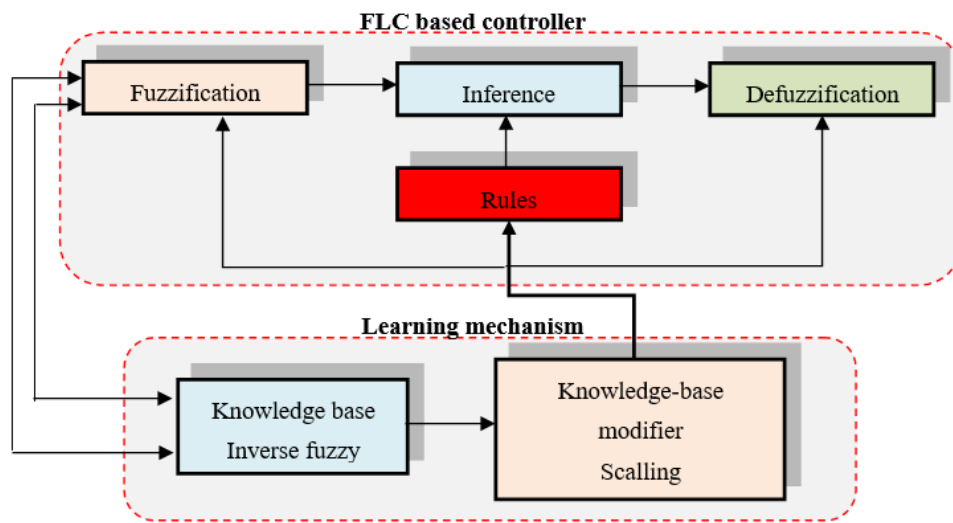 FLC based controller
Fuzzification
Inference
Defuzzification
Rules
Learning mechanism
Knowledge base
Inverse fuzzy
Knowledge-base
modifier
Scalling